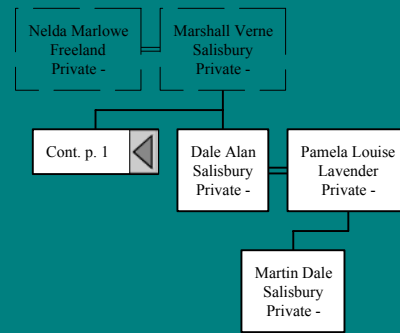 Nelda Marlowe
Freeland
Private -
Marshall Verne
Salisbury
Private -
Cont. p. 1
Dale Alan
Salisbury
Private -
Pamela Louise
Lavender
Private -
Martin Dale
Salisbury
Private -